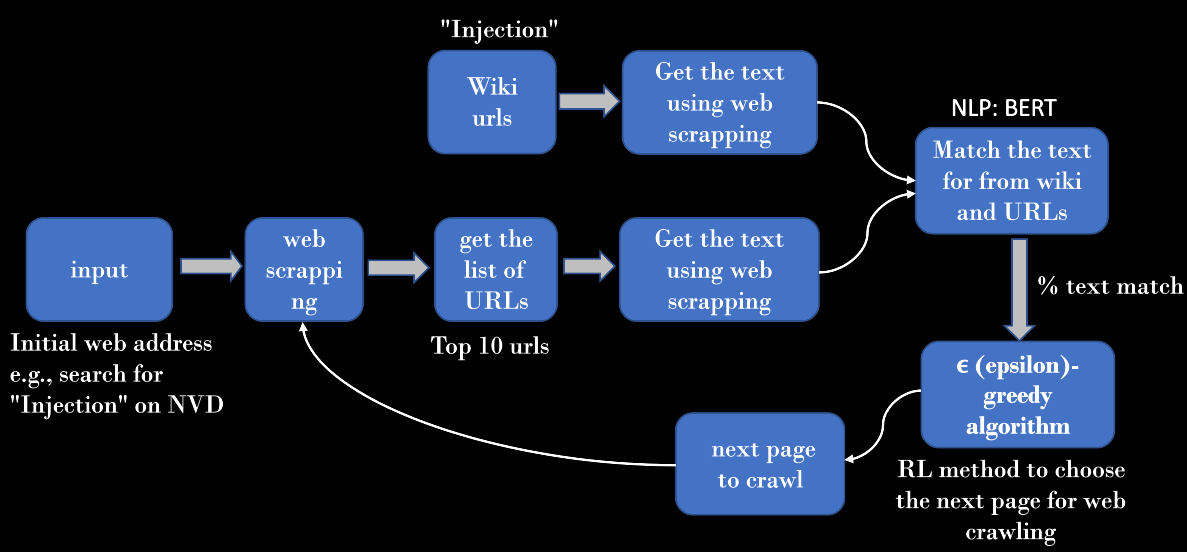 "Injection"
Wiki
urls
Get the text
using web
scrapping
NLP: BERT
Match the text
for from wiki
and URLs
input
web
scrappi
ng
get the
list of
URLs
Get the text
using web
scrapping
% text match
Initial web address
e.g., search for
"Injection" on NVD
Top 10 urls
ϵ (epsilon)-
greedy
algorithm
next page
to crawl
RL method to choose
the next page for web
crawling